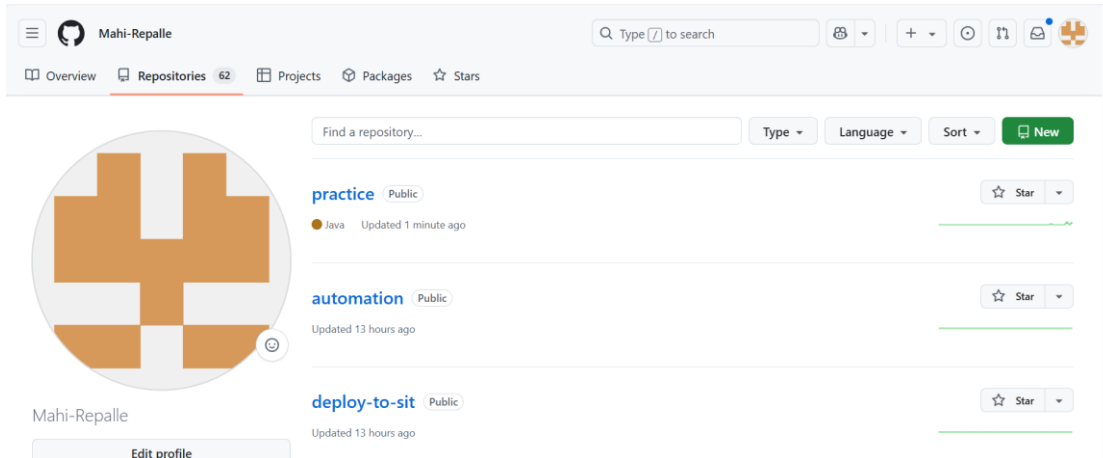 Mahi-Repalle
Type / to search
Overview Repositories 62 Projects Packages Stars
Find a repository...
Type Language Sort New
practice Public
Star
Java Updated 1 minute ago
automation Public
Star
Updated 13 hours ago
deploy-to-sit Public
Star
Updated 13 hours ago
Mahi-Repalle
Edit profile